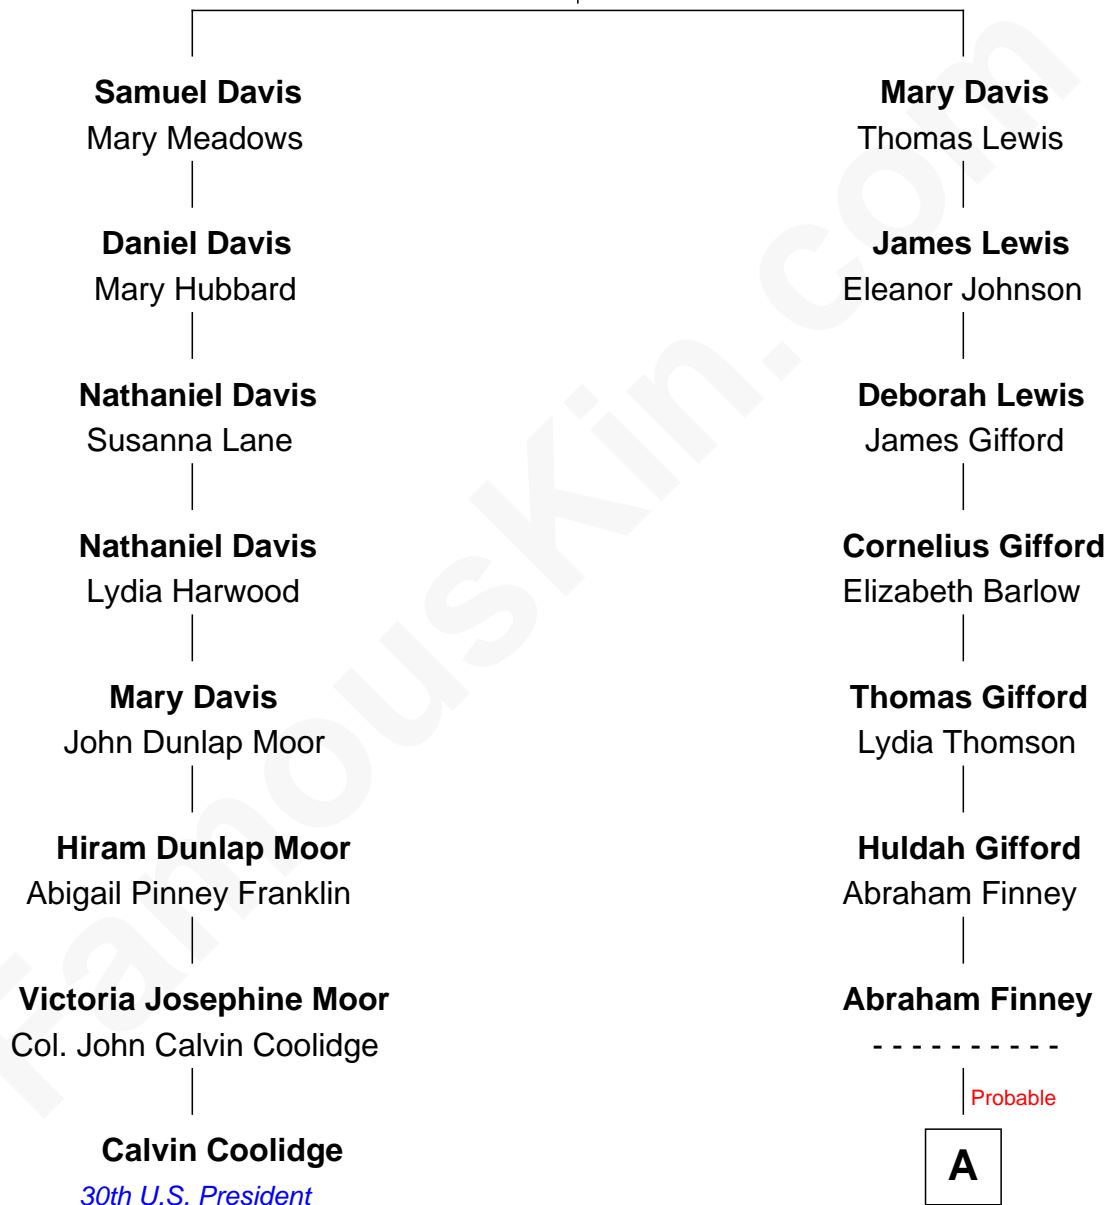 Samuel Davis
Mary Meadows
Daniel Davis
Mary Hubbard
Nathaniel Davis
Susanna Lane
Nathaniel Davis
Lydia Harwood
Mary Davis
John Dunlap Moor
Hiram Dunlap Moor
Abigail Pinney Franklin
Victoria Josephine Moor
Col. John Calvin Coolidge
Calvin Coolidge
30th U.S. President
Mary Davis
Thomas Lewis
James Lewis
Eleanor Johnson
Deborah Lewis
James Gifford
Cornelius Gifford
Elizabeth Barlow
Thomas Gifford
Lydia Thomson
Huldah Gifford
Abraham Finney
Abraham Finney
- - - - - - - - - -
Probable
A
FamousKin.com